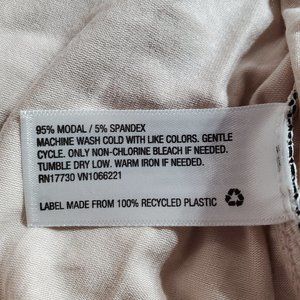 95% MODAL / 5% SPANDEX
MACHINE WASH COLD WITH LIKE COLORS. GENTLE
CYCLE. ONLY NON-CHLORINE BLEACH IF NEEDED.
TUMBLE DRY LOW. WARM IRON IF NEEDED.
RN17730 VN1066221
LABEL MADE FROM 100% RECYCLED PLASTIC